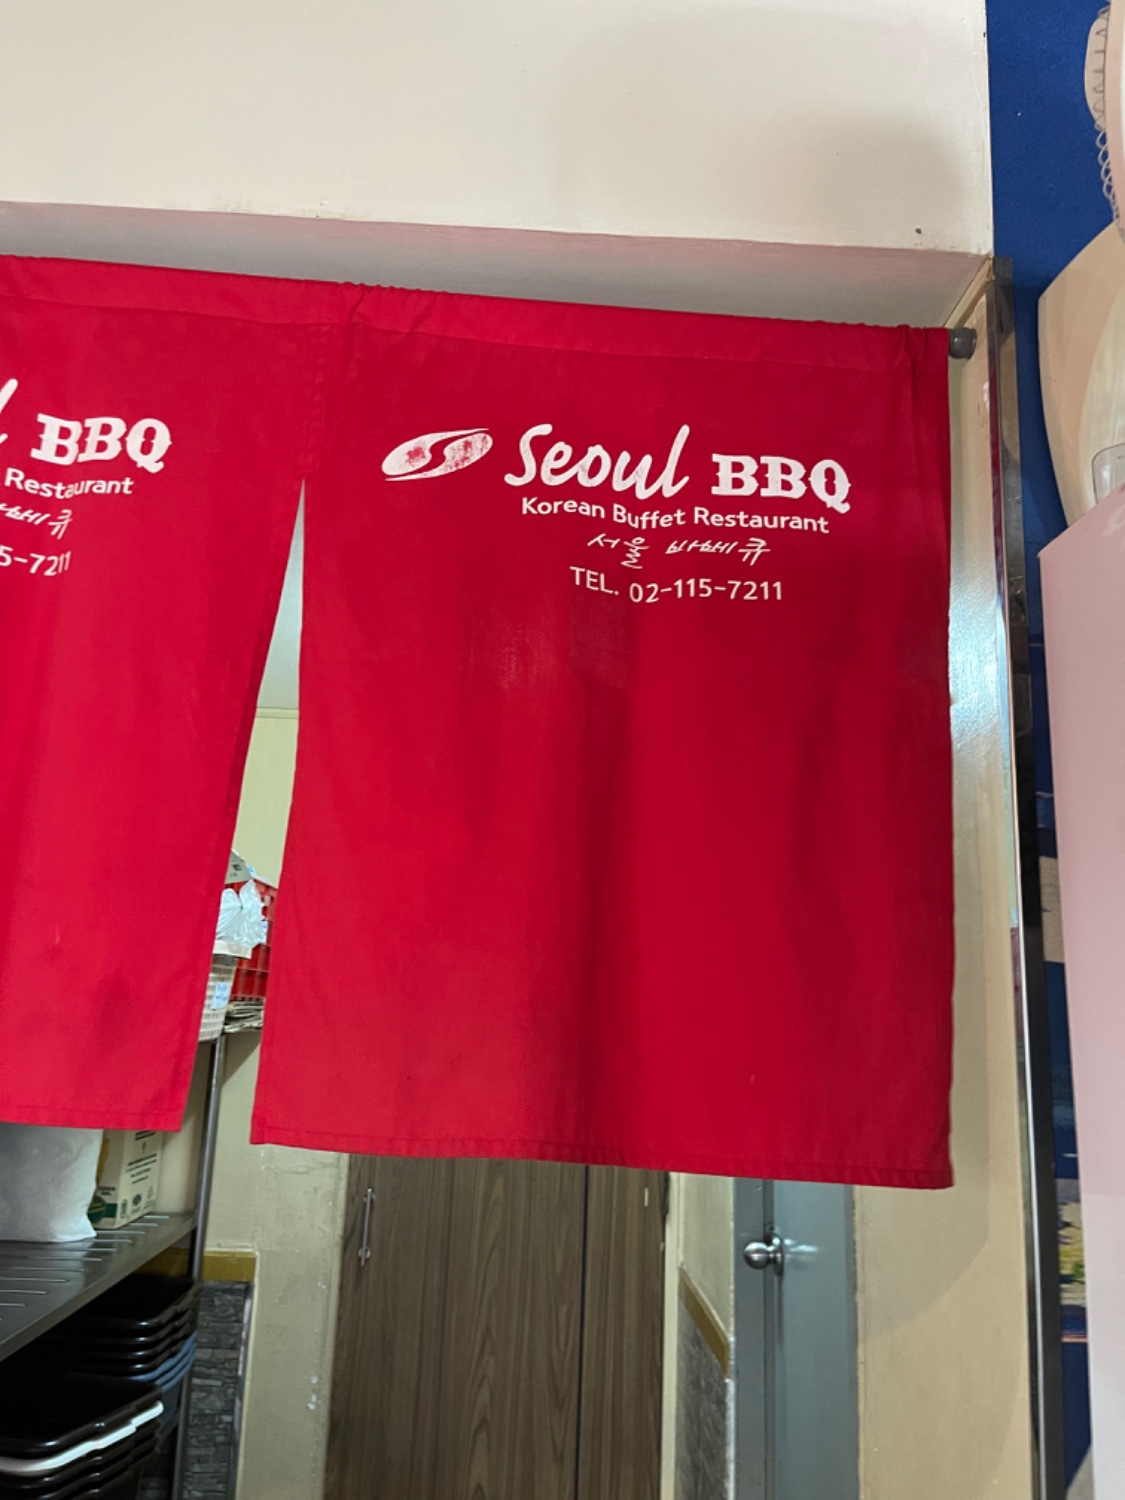 BBQ
Restaurant
5-7211
Seoul BBQ
Korean Buffet Restaurant
서울 바베큐
TEL. 02-115-7211